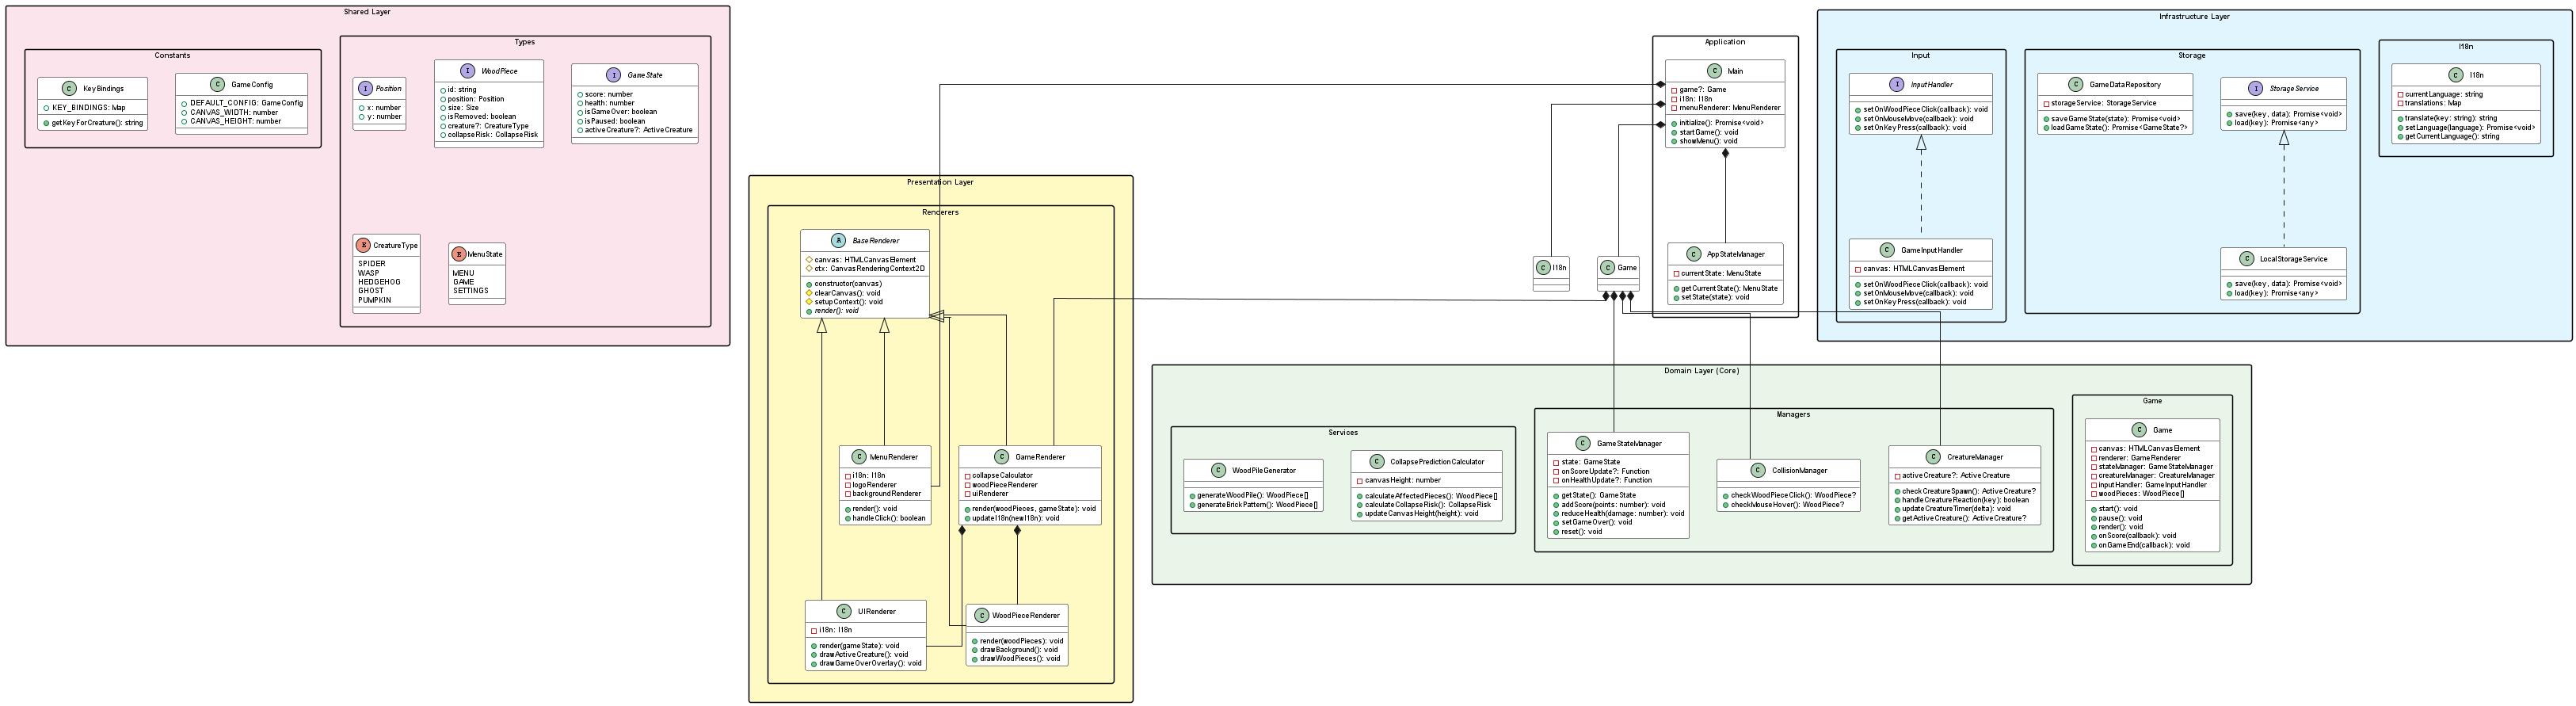 Shared Layer
Constants
C KeyBindings
KEY_BINDINGS: Map
getKeyForCreature(): string
C GameConfig
DEFAULT_CONFIG: GameConfig
CANVAS_WIDTH: number
CANVAS_HEIGHT: number
Types
I Position
x: number
y: number
I WoodPiece
id: string
position: Position
size: Size
isRemoved: boolean
creature?: CreatureType
collapseRisk: CollapseRisk
I GameState
score: number
health: number
isGameOver: boolean
isPaused: boolean
activeCreature?: ActiveCreature
E CreatureType
SPIDER
WASP
HEDGEHOG
GHOST
PUMPKIN
E MenuState
MENU
GAME
SETTINGS
Presentation Layer
Renderers
A BaseRenderer
canvas: HTMLCanvasElement
ctx: CanvasRenderingContext2D
constructor(canvas)
clearCanvas(): void
setupContext(): void
render(): void
C MenuRenderer
i18n: I18n
logoRenderer
backgroundRenderer
render(): void
handleClick(): boolean
C GameRenderer
collapseCalculator
woodPieceRenderer
uiRenderer
render(woodPieces, gameState): void
updateI18n(newI18n): void
C UIRenderer
i18n: I18n
render(gameState): void
drawActiveCreature(): void
drawGameOverOverlay(): void
C WoodPieceRenderer
render(woodPieces): void
drawBackground(): void
drawWoodPieces(): void
Application
C Main
game?: Game
i18n: I18n
menuRenderer: MenuRenderer
initialize(): Promise<void>
startGame(): void
showMenu(): void
C AppStateManager
currentState: MenuState
getCurrentState(): MenuState
setState(state): void
C I18n
C Game
Infrastructure Layer
Input
I InputHandler
setOnWoodPieceClick(callback): void
setOnMouseMove(callback): void
setOnKeyPress(callback): void
C GameInputHandler
canvas: HTMLCanvasElement
setOnWoodPieceClick(callback): void
setOnMouseMove(callback): void
setOnKeyPress(callback): void
Storage
C GameDataRepository
storageService: StorageService
saveGameState(state): Promise<void>
loadGameState(): Promise<GameState?>
I StorageService
save(key, data): Promise<void>
load(key): Promise<any>
C LocalStorageService
save(key, data): Promise<void>
load(key): Promise<any>
I18n
C I18n
currentLanguage: string
translations: Map
translate(key: string): string
setLanguage(language): Promise<void>
getCurrentLanguage(): string
Domain Layer (Core)
Services
C WoodPileGenerator
generateWoodPile(): WoodPiece[]
generateBrickPattern(): WoodPiece[]
C CollapsePredictionCalculator
canvasHeight: number
calculateAffectedPieces(): WoodPiece[]
calculateCollapseRisk(): CollapseRisk
updateCanvasHeight(height): void
Managers
C GameStateManager
state: GameState
onScoreUpdate?: Function
onHealthUpdate?: Function
getState(): GameState
addScore(points: number): void
reduceHealth(damage: number): void
setGameOver(): void
reset(): void
C CollisionManager
checkWoodPieceClick(): WoodPiece?
checkMouseHover(): WoodPiece?
C CreatureManager
activeCreature?: ActiveCreature
checkCreatureSpawn(): ActiveCreature?
handleCreatureReaction(key): boolean
updateCreatureTimer(delta): void
getActiveCreature(): ActiveCreature?
Game
C Game
canvas: HTMLCanvasElement
renderer: GameRenderer
stateManager: GameStateManager
creatureManager: CreatureManager
inputHandler: GameInputHandler
woodPieces: WoodPiece[]
start(): void
pause(): void
render(): void
onScore(callback): void
onGameEnd(callback): void